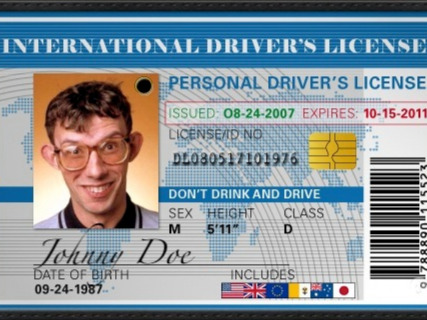 INTERNATIONAL DRIVER'S LICENSE
PERSONAL DRIVER'S LICENSE
ISSUED: 08-24-2007 EXPIRES: 10-15-2011
LICENSE/ID NO
DL080517101976
DON'T DRINK AND DRIVE
SEX HEIGHT CLASS
M 5'11" D
Johnny Doe
DATE OF BIRTH INCLUDES
09-24-1987